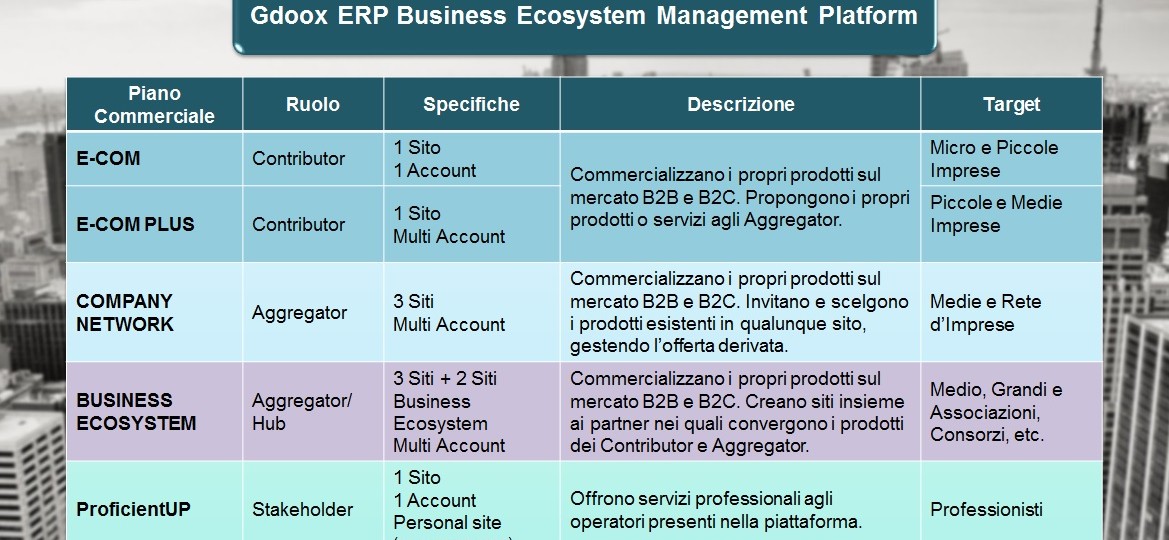 Gdoox ERP Business Ecosystem Management Platform
Piano
Commerciale
Ruolo
Specifiche
Descrizione
Target
E-COM
Contributor
1 Sito
1 Account
Commercializzano i propri prodotti sul
mercato B2B e B2C. Propongono i propri
prodotti o servizi agli Aggregator.
Micro e Piccole
Imprese
E-COM PLUS
Contributor
1 Sito
Multi Account
Piccole e Medie
Imprese
COMPANY
NETWORK
Aggregator
3 Siti
Multi Account
Commercializzano i propri prodotti sul
mercato B2B e B2C. Invitano e scelgono
i prodotti esistenti in qualunque sito,
gestendo l’offerta derivata.
Medie e Rete
d’Imprese
BUSINESS
ECOSYSTEM
Aggregator/
Hub
3 Siti + 2 Siti
Business
Ecosystem
Multi Account
Commercializzano i propri prodotti sul
mercato B2B e B2C. Creano siti insieme
ai partner nei quali convergono i prodotti
dei Contributor e Aggregator.
Medio, Grandi e
Associazioni,
Consorzi, etc.
ProficientUP
Stakeholder
1 Sito
1 Account
Personal site
Offrono servizi professionali agli
operatori presenti nella piattaforma.
Professionisti